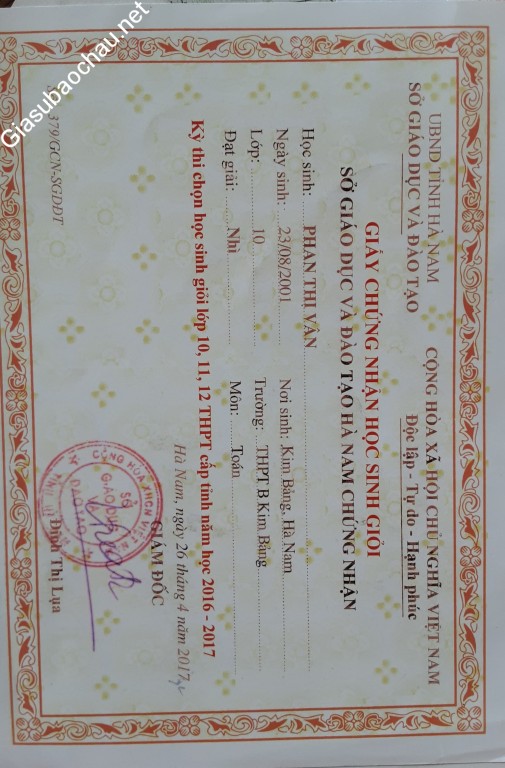 UBND TỈNH HÀ NAM
SỞ GIÁO DỤC VÀ ĐÀO TẠO
CỘNG HÒA XÃ HỘI CHỦ NGHĨA VIỆT NAM
Độc lập - Tự do - Hạnh phúc
GIẤY CHỨNG NHẬN HỌC SINH GIỎI
SỞ GIÁO DỤC VÀ ĐÀO TẠO HÀ NAM CHỨNG NHẬN
Học sinh: PHAN THỊ VÂN
Ngày sinh: 23/08/2001 Nơi sinh: Kim Bảng, Hà Nam
Lớp: 10 Trường: THPT B Kim Bảng
Đạt giải: Nhì Môn: Toán
Kỳ thi chọn học sinh giỏi lớp 10, 11, 12 THPT cấp tỉnh năm học 2016 - 2017
Hà Nam, ngày 26 tháng 4 năm 2017
GIÁM ĐỐC
Đinh Thị Lụa
379/GCN-SGDĐT
Giasubaochau.net